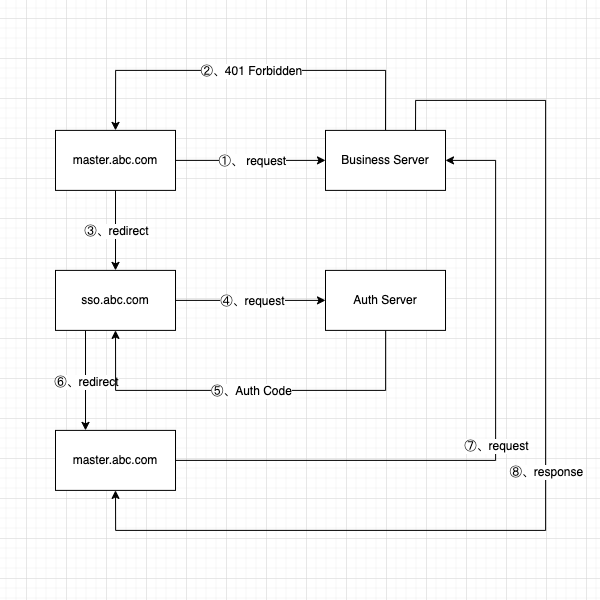 ②、401 Forbidden
master.abc.com
①、 request
Business Server
③、redirect
sso.abc.com
④、request
Auth Server
⑥、redirect
⑤、Auth Code
master.abc.com
⑦、request
⑧、response